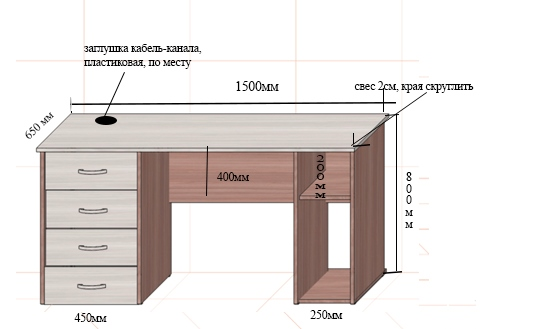 заглушка кабель-канала,
пластиковая, по месту
1500мм
свес 2см, края скруглить
650 мм
400мм
200мм
800мм
450мм
250мм